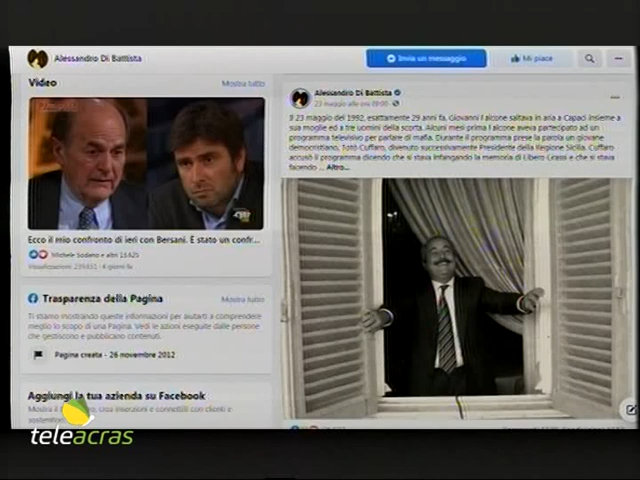 Alessandro Di Battista
Invia un messaggio
Mi piace
Video
Mostra tutto
Ecco il mio confronto di ieri con Bersani. È stato un confr...
Michele Sodano e altri 13.625
Visualizzazioni: 239.611 · 4 giorni fa
Trasparenza della Pagina
Mostra tutto
Ti stiamo mostrando queste informazioni per aiutarti a comprendere
meglio lo scopo di una Pagina. Vedi le azioni eseguite dalle persone
che gestiscono e pubblicano contenuti.
Pagina creata - 26 novembre 2012
Aggiungi la tua azienda su Facebook
Mostra il
crea inserzioni e connettiti con clienti e
Alessandro Di Battista
23 maggio alle ore 09:00
Il 23 maggio del 1992, esattamente 29 anni fa, Giovanni Falcone saltava in aria a Capaci insieme a
sua moglie ed a tre uomini della scorta. Alcuni mesi prima Falcone aveva partecipato ad un
programma televisivo per parlare di mafia. Durante il programma prese la parola un giovane
democristiano, Totò Cuffaro, divenuto successivamente Presidente della Regione Sicilia. Cuffaro
accusò il programma dicendo che si stava infangando la memoria di Libero Grassi e che si stava
facendo ... Altro...
teleacras